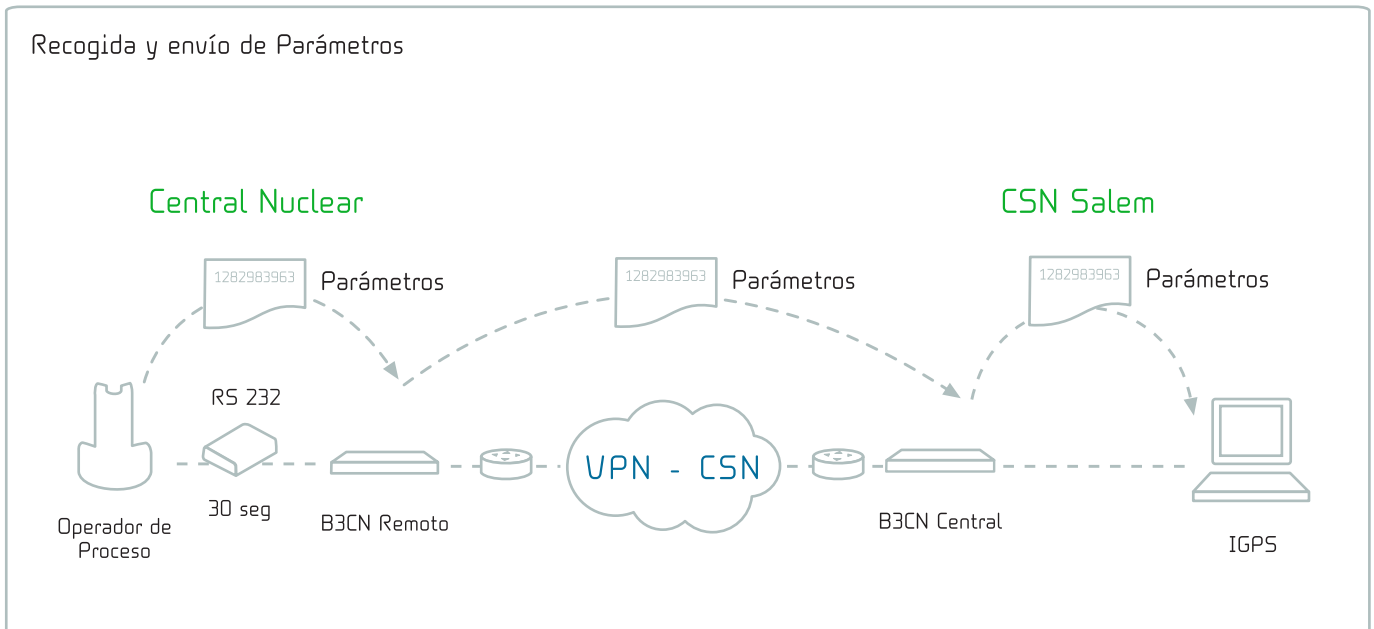 Recogida y envío de Parámetros
Central Nuclear
CSN Salem
1282983963
Parámetros
1282983963
Parámetros
1282983963
Parámetros
RS 232
VPN - CSN
30 seg
Operador de
Proceso
B3CN Remoto
B3CN Central
IGPS